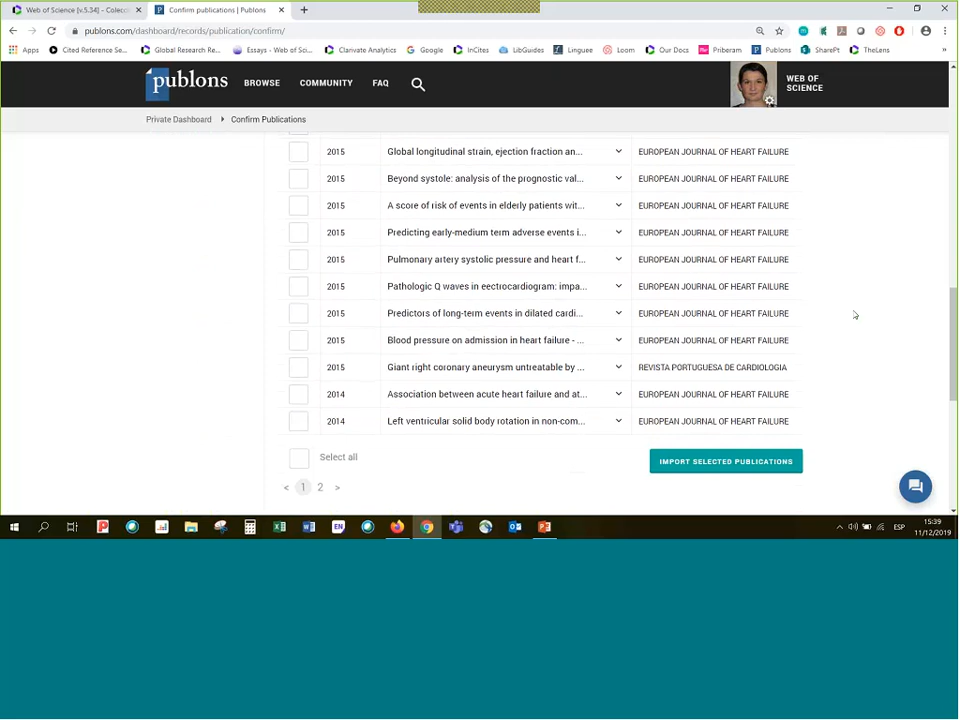 Web of Science [v.5.34] - Colecc
Confirm publications | Publons
publons.com/dashboard/records/publication/confirm/
Apps
Cited Reference Se...
Global Research Re...
Essays - Web of Sci...
Clarivate Analytics
Google
InCites
LibGuides
Linguee
Loom
Our Docs
Priberam
Publons
SharePt
TheLens
publons
BROWSE
COMMUNITY
FAQ
WEB OF
SCIENCE
Private Dashboard
Confirm Publications
2015 Global longitudinal strain, ejection fraction an... EUROPEAN JOURNAL OF HEART FAILURE
2015 Beyond systole: analysis of the prognostic val... EUROPEAN JOURNAL OF HEART FAILURE
2015 A score of risk of events in elderly patients wit... EUROPEAN JOURNAL OF HEART FAILURE
2015 Predicting early-medium term adverse events i... EUROPEAN JOURNAL OF HEART FAILURE
2015 Pulmonary artery systolic pressure and heart f... EUROPEAN JOURNAL OF HEART FAILURE
2015 Pathologic Q waves in eectrocardiogram: impa... EUROPEAN JOURNAL OF HEART FAILURE
2015 Predictors of long-term events in dilated cardi... EUROPEAN JOURNAL OF HEART FAILURE
2015 Blood pressure on admission in heart failure - ... EUROPEAN JOURNAL OF HEART FAILURE
2015 Giant right coronary aneurysm untreatable by ... REVISTA PORTUGUESA DE CARDIOLOGIA
2014 Association between acute heart failure and at... EUROPEAN JOURNAL OF HEART FAILURE
2014 Left ventricular solid body rotation in non-com... EUROPEAN JOURNAL OF HEART FAILURE
Select all
IMPORT SELECTED PUBLICATIONS
< 1 2 >
EN
ESP
15:39
11/12/2019